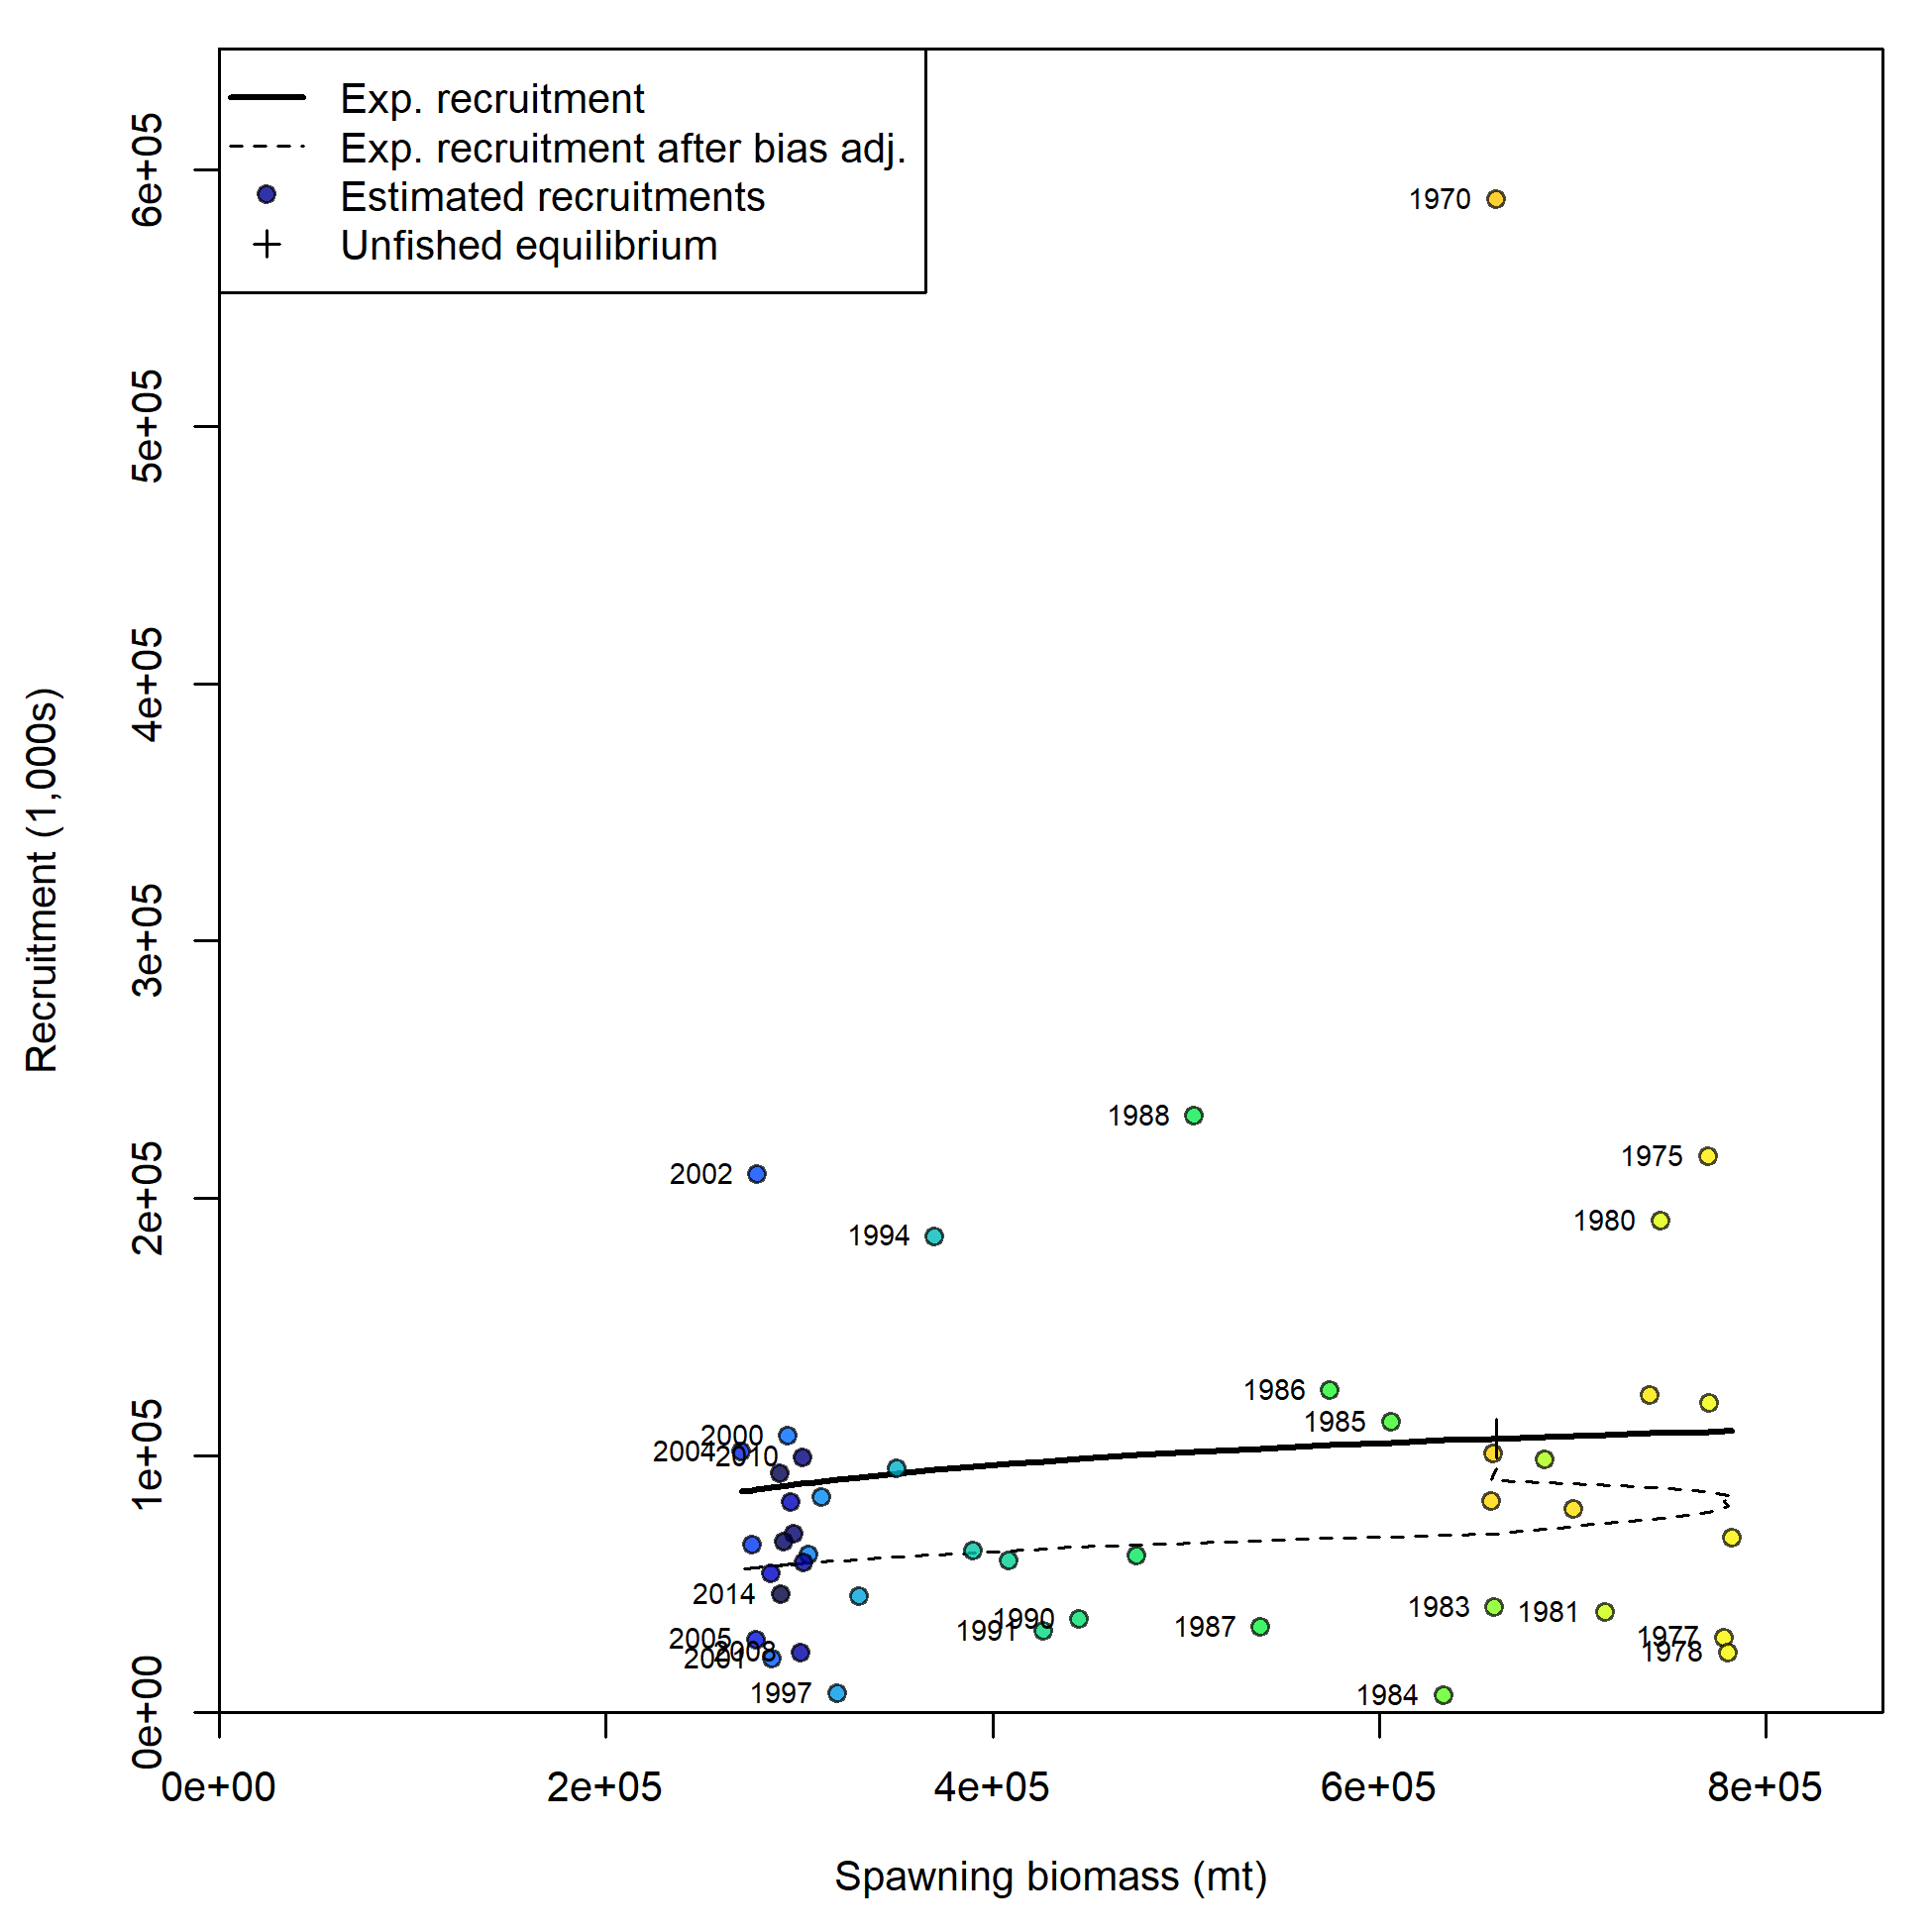 Exp. recruitment
Exp. recruitment after bias adj.
Estimated recruitments
Unfished equilibrium
6e+05
5e+05
4e+05
3e+05
2e+05
1e+05
0e+00
Recruitment (1,000s)
1970
1988
1975
2002
1980
1994
1986
1985
2000
2004
2010
2014
1983
1981
1990
1991
1987
2005
1977
2008
1978
2001
1997
1984
0e+00
2e+05
4e+05
6e+05
8e+05
Spawning biomass (mt)